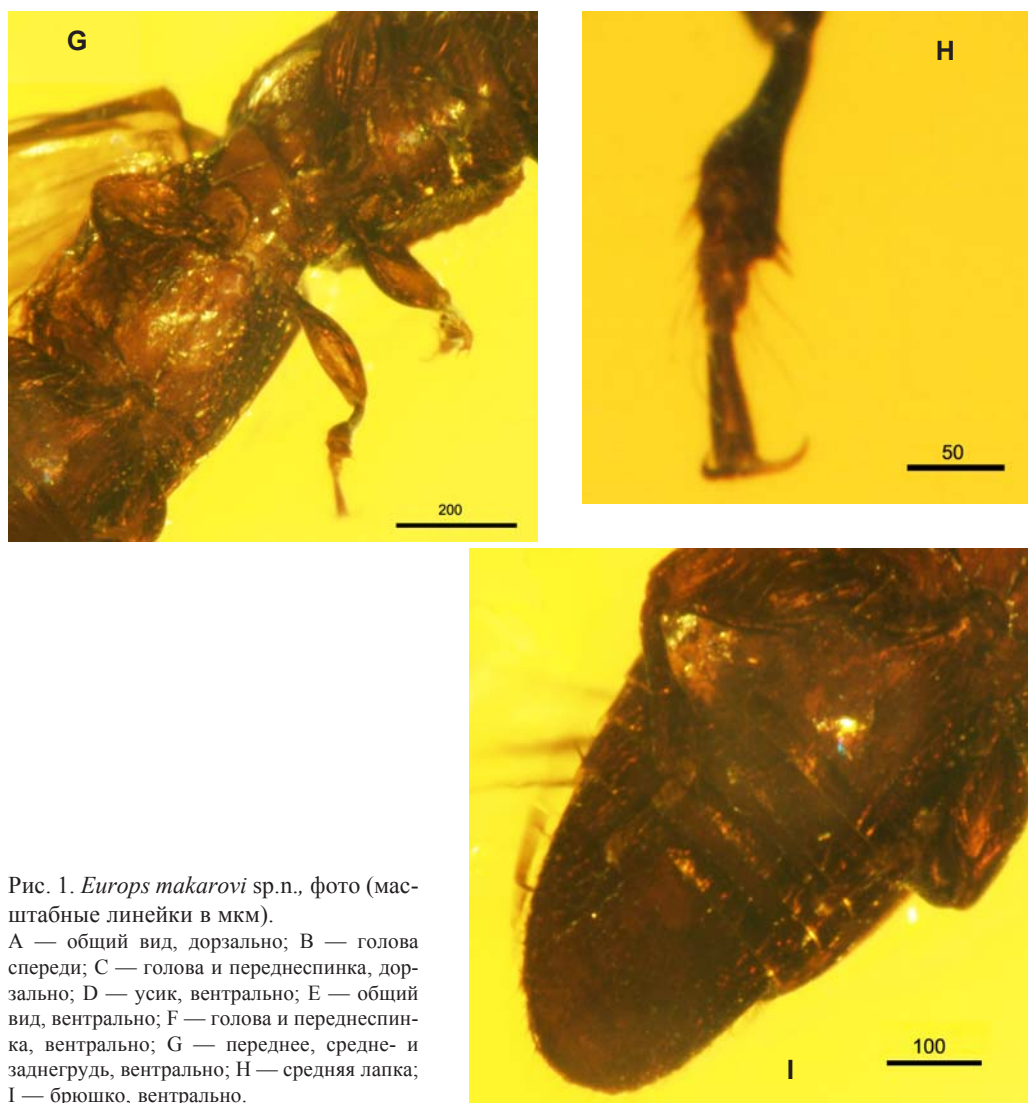 G
H
200
50
Рис. 1. Europs makarovi sp.n., фото (мас-
штабные линейки в мкм).
A — общий вид, дорзально; B — голова
спереди; C — голова и переднеспинка, дор-
зально; D — усик, вентрально; E — общий
вид, вентрально; F — голова и переднеспин-
ка, вентрально; G — переднее, средне- и
заднегрудь, вентрально; H — средняя лапка;
I — брюшко, вентрально.
100
I